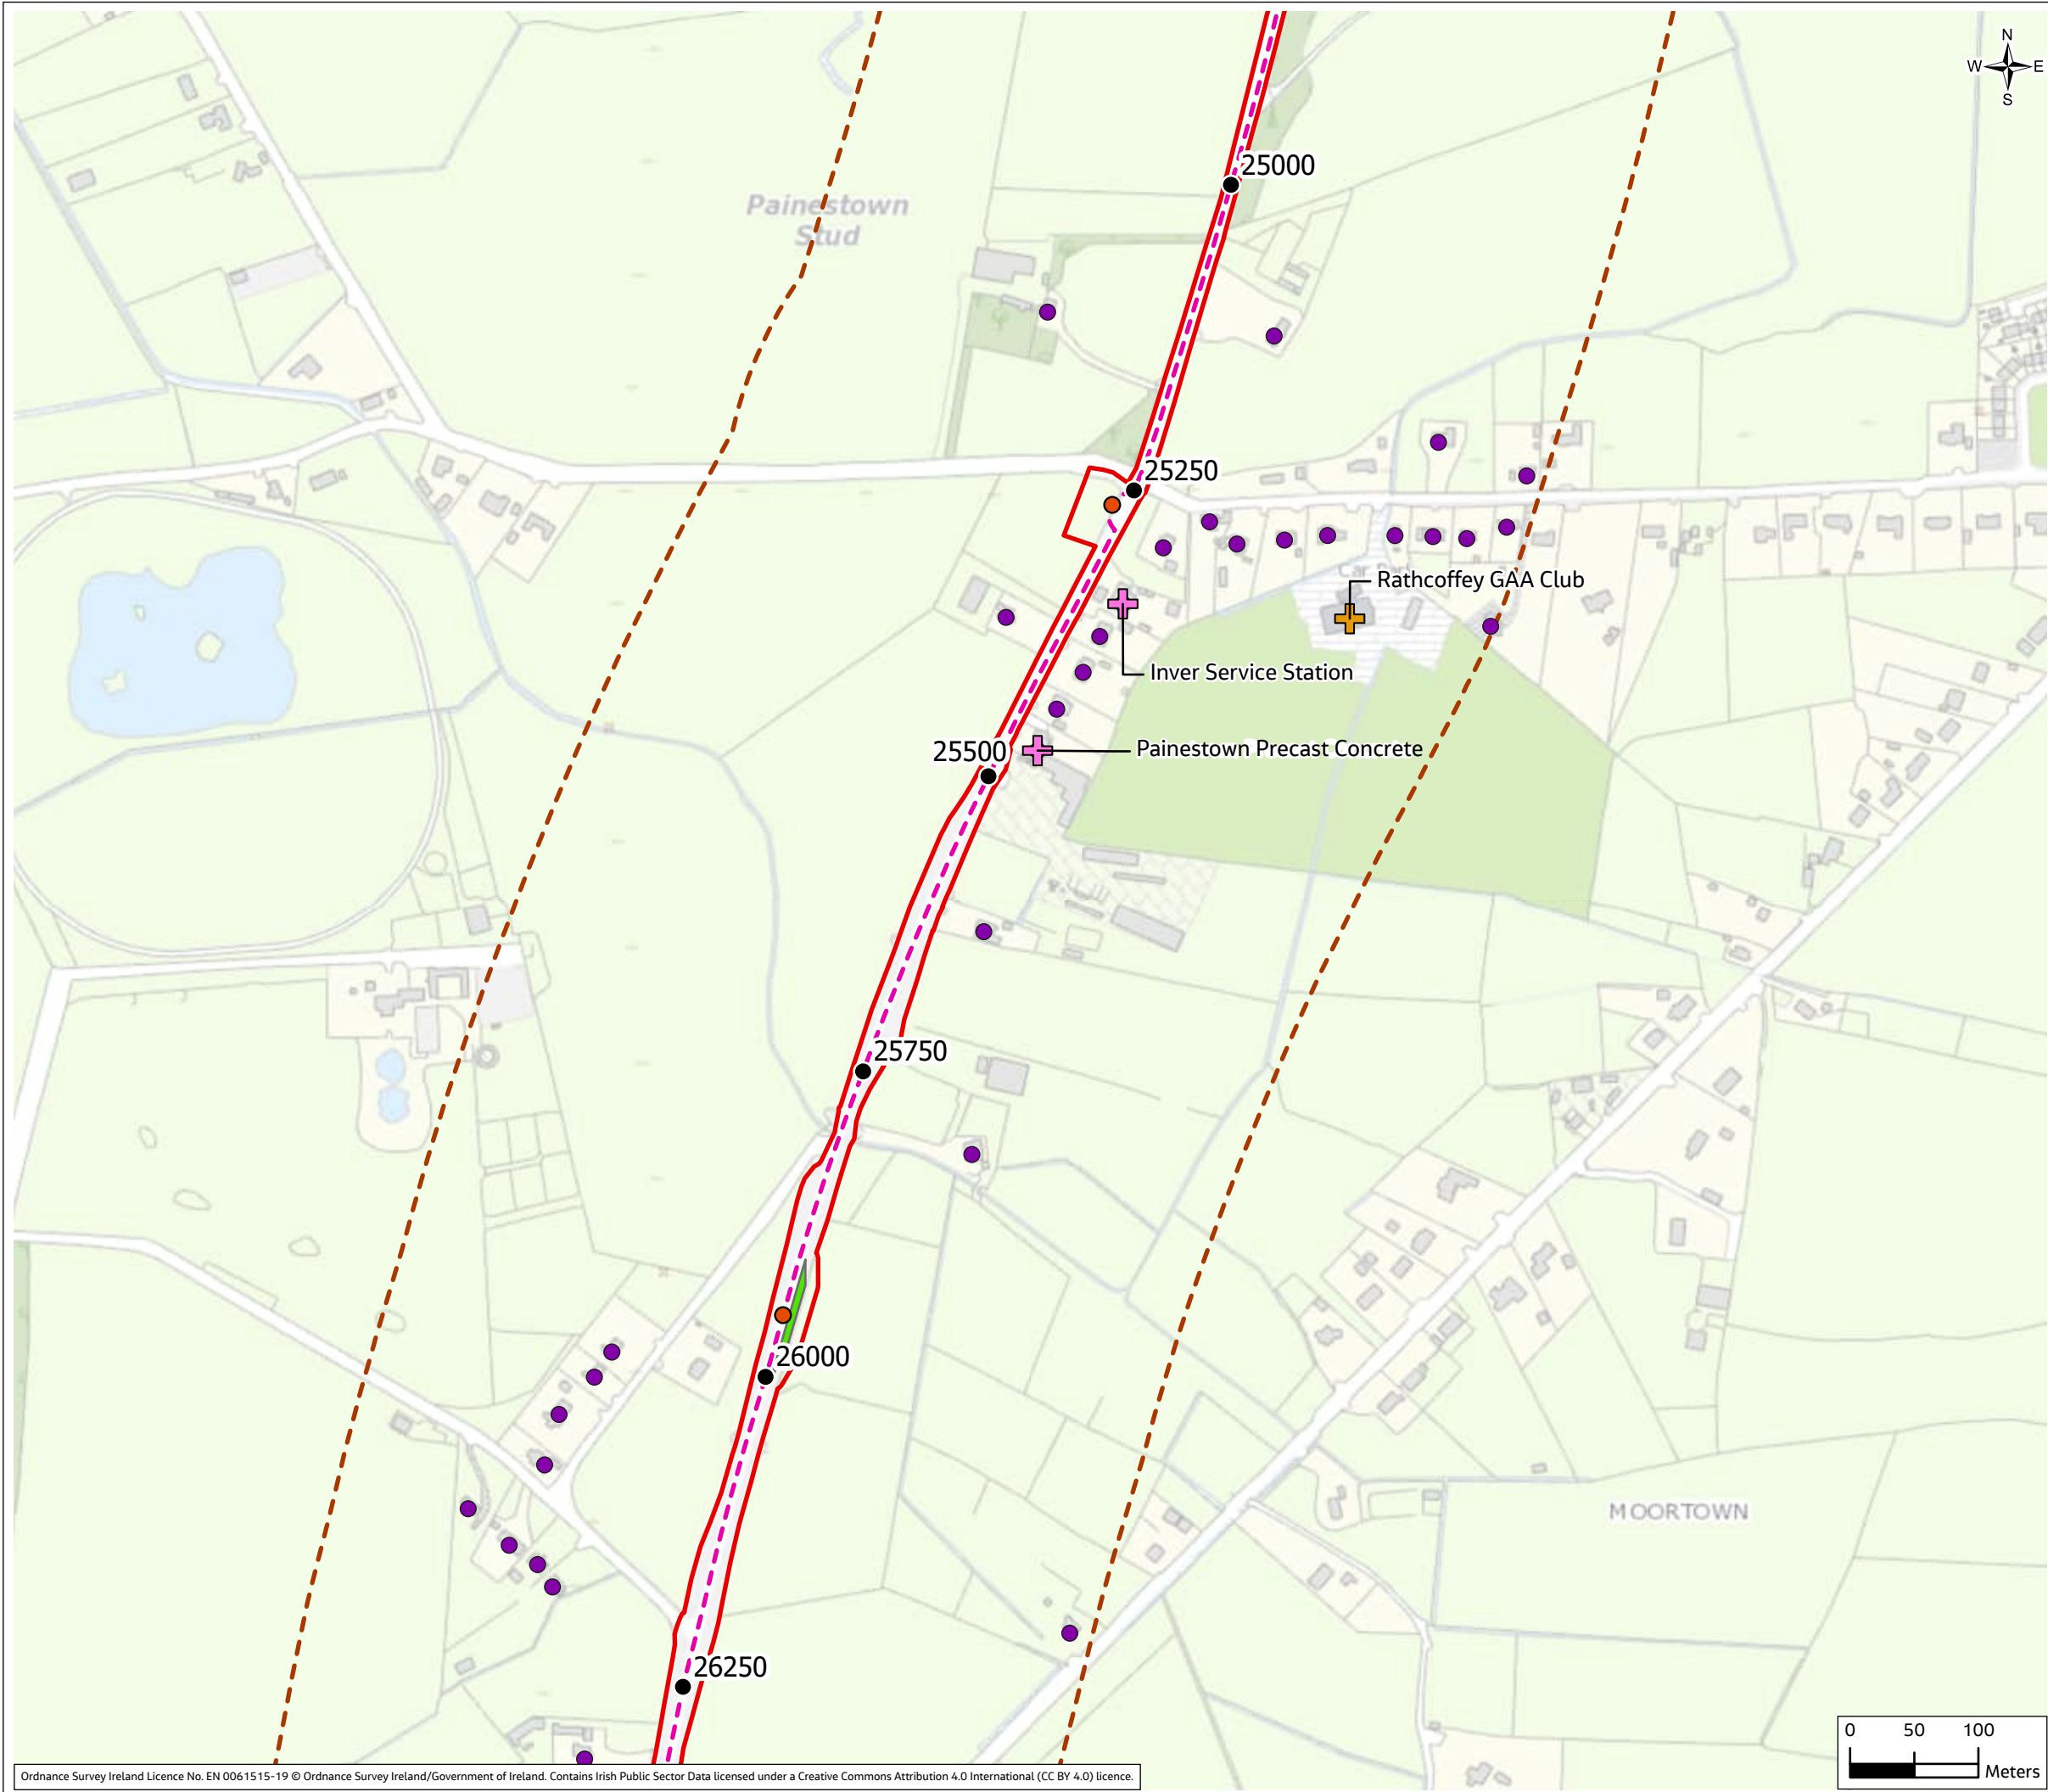 N
W E
S
25000
Painestown
Stud
25250
Rathcoffey GAA Club
Inver Service Station
25500
Painestown Precast Concrete
25750
26000
MOORTOWN
26250
0 50 100
Meters
Ordnance Survey Ireland Licence No. EN 0061515-19 © Ordnance Survey Ireland/Government of Ireland. Contains Irish Public Sector Data licensed under a Creative Commons Attribution 4.0 International (CC BY 4.0) licence.